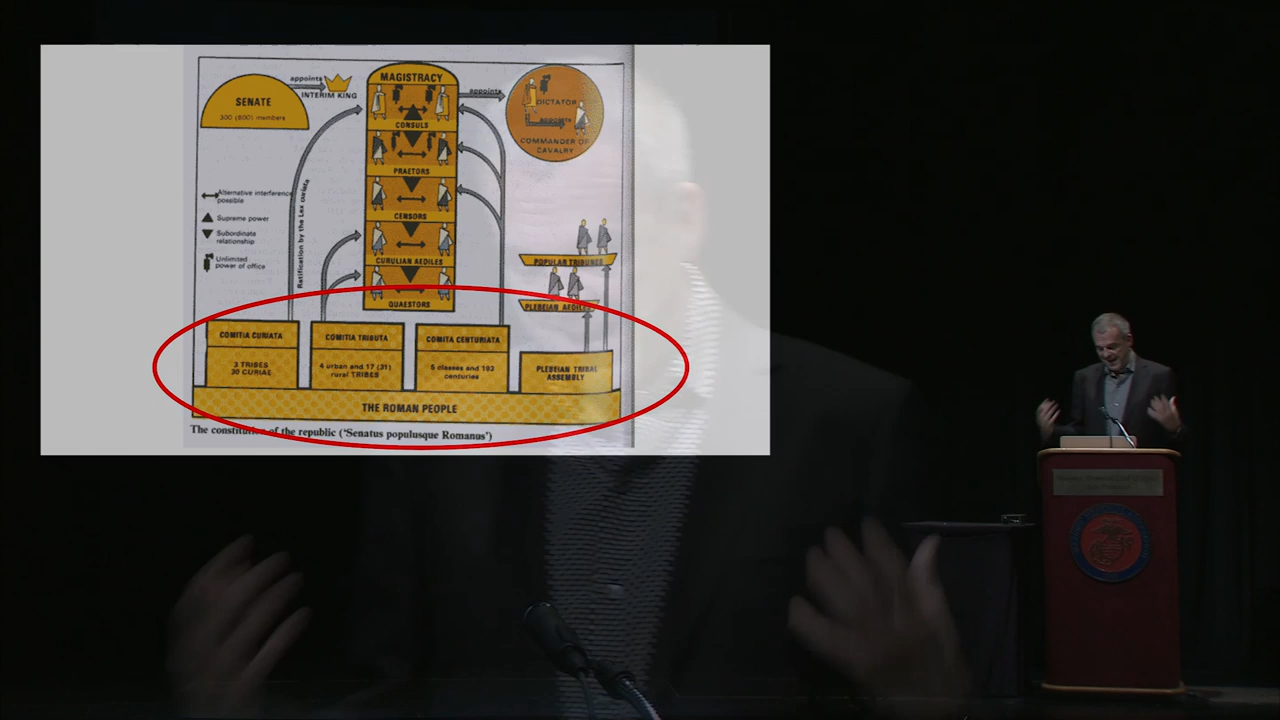 SENATE
300 (600) members
appoints
INTERIM KING
MAGISTRACY
appoints
CONSULS
PRAETORS
CENSORS
CURULIAN AEDILES
QUAESTORS
DICTATOR
appoints
COMMANDER OF
CAVALRY
Alternative interference
possible
Supreme power
Subordinate
relationship
Unlimited
power of office
Ratification by the Lex curiata
POPULAR TRIBUNES
PLEBEIAN AEDILES
COMITIA CURIATA
3 TRIBES
30 CURIAE
COMITIA TRIBUTA
4 urban and 17 (31)
rural TRIBES
COMITA CENTURIATA
5 classes and 193
centuries
PLEBEIAN TRIBAL
ASSEMBLY
THE ROMAN PEOPLE
The constitution of the republic ('Senatus populusque Romanus')